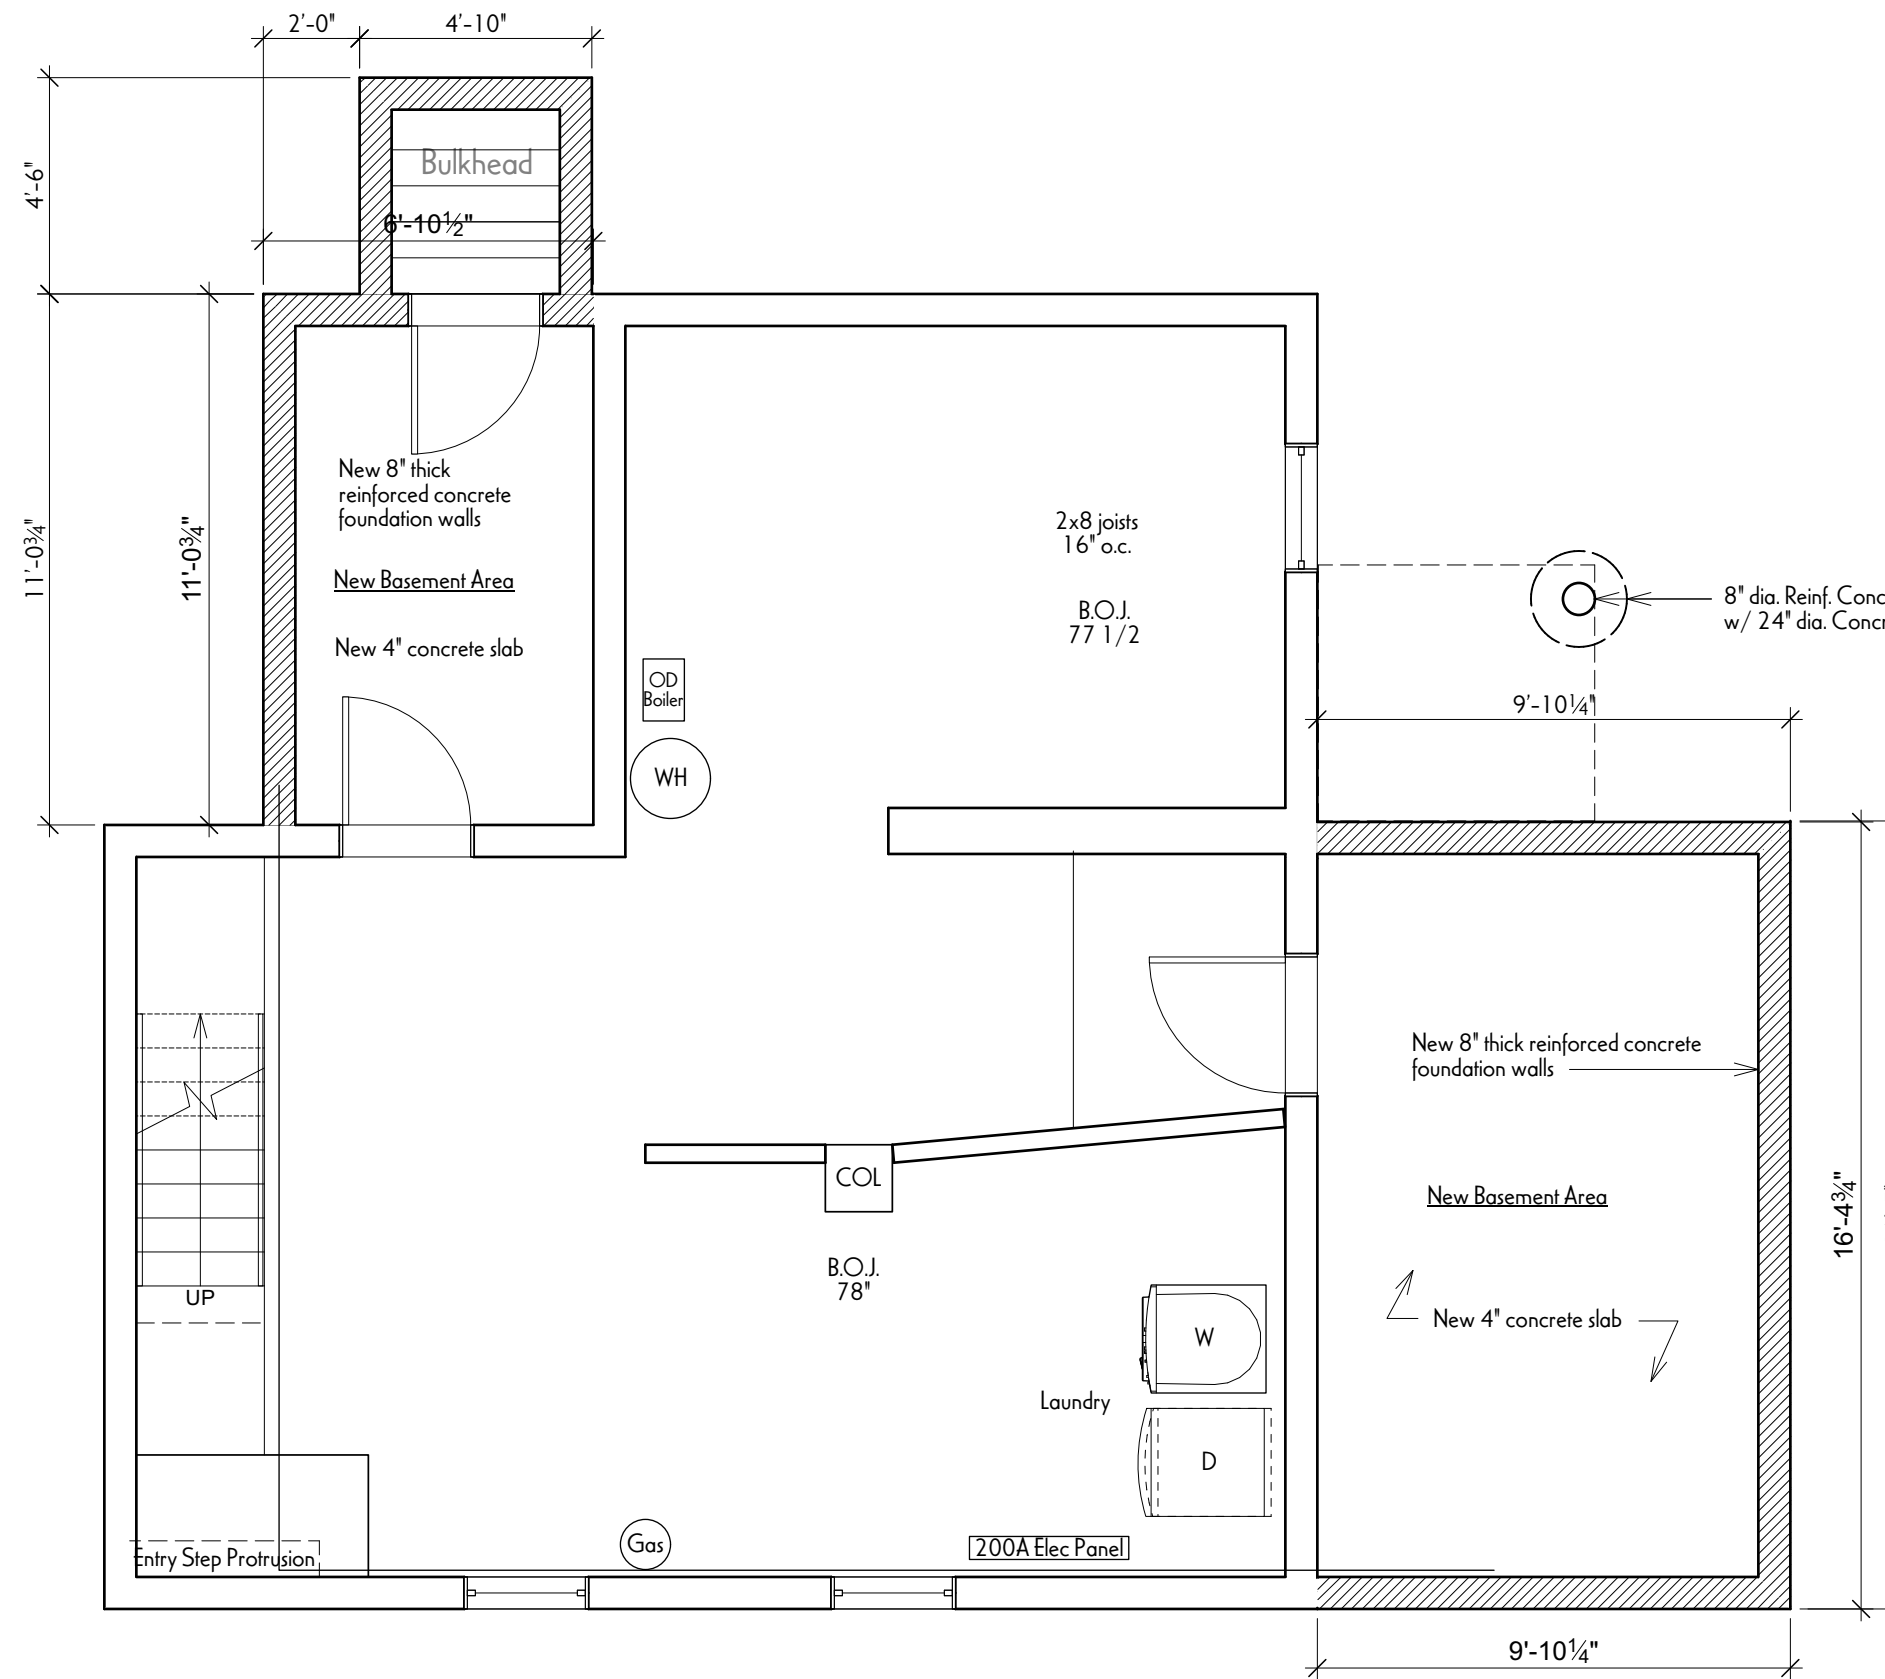 2'-0"
4'-10"
4'-6"
Bulkhead
6'-10½"
11'-0¾"
11'-0¾"
New 8" thick
reinforced concrete
foundation walls
New Basement Area
New 4" concrete slab
2x8 joists
16" o.c.
B.O.J.
77 1/2
OD
Boiler
WH
8" dia. Reinf. Conc
w/ 24" dia. Concr
9'-10¼"
New 8" thick reinforced concrete
foundation walls
COL
New Basement Area
16'-4¾"
B.O.J.
78"
UP
New 4" concrete slab
W
Laundry
D
Entry Step Protrusion
Gas
200A Elec Panel
9'-10¼"